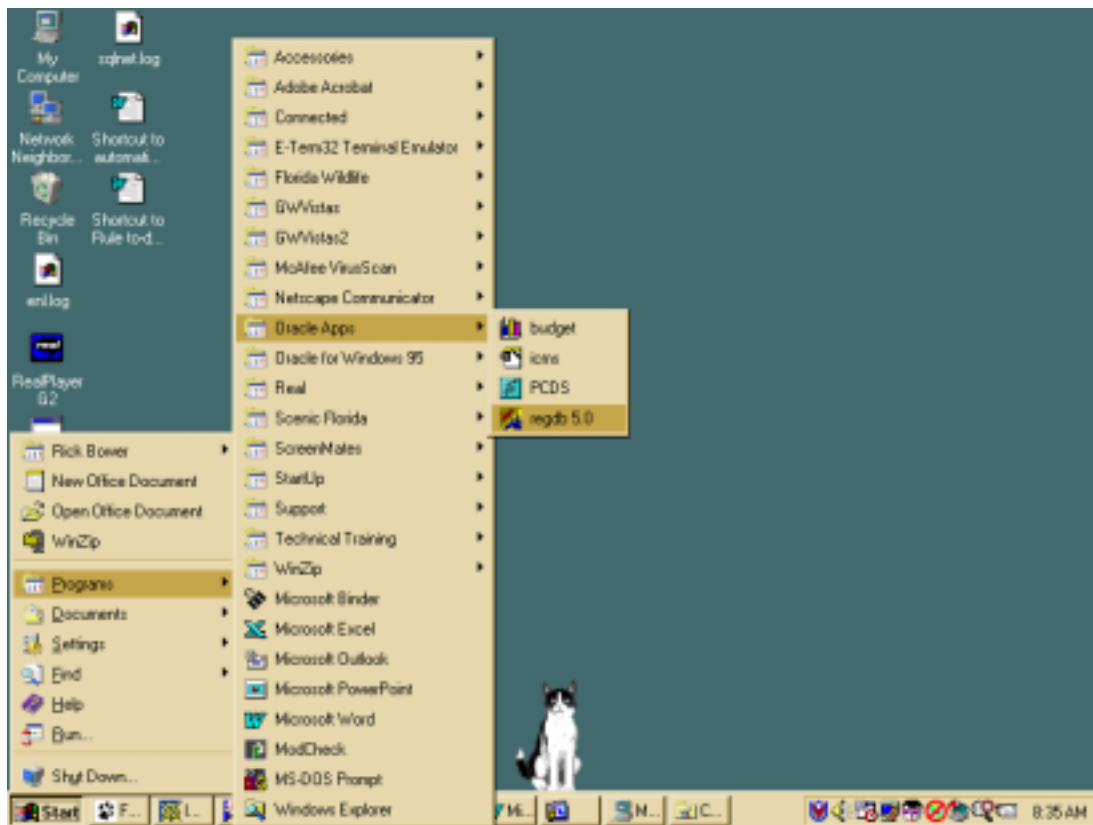 My
Computer
sqlnet.log
Network
Neighbor...
Shortcut to
automati...
Recycle
Bin
Shortcut to
Rule to-d...
enl.log
RealPlayer
G2
Rick Bower
New Office Document
Open Office Document
WinZip
Programs
Documents
Settings
Find
Help
Run...
Shut Down...
Accessories
Adobe Acrobat
Connected
E-Term32 Terminal Emulator
Florida Wildlife
GWVistas
GWVistas2
McAfee VirusScan
Netscape Communicator
Oracle Apps
Oracle for Windows 95
Real
Scenic Florida
ScreenMates
StartUp
Support
Technical Training
WinZip
Microsoft Binder
Microsoft Excel
Microsoft Outlook
Microsoft PowerPoint
Microsoft Word
ModCheck
MS-DOS Prompt
Windows Explorer
budget
icms
PCDS
regdb 5.0
Start
F...
I...
Mi...
N...
C...
8:35 AM